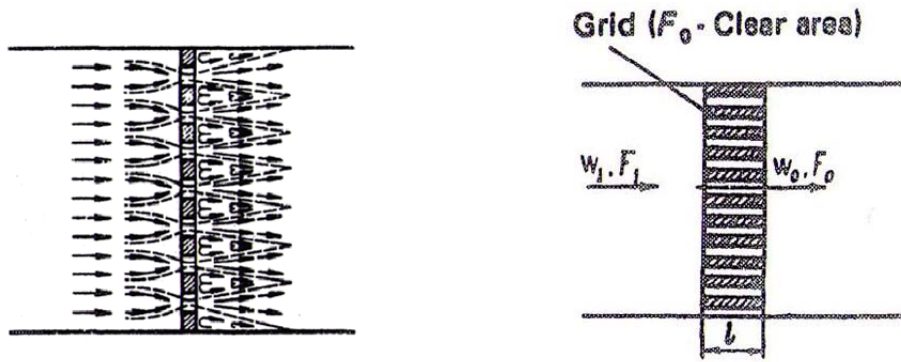 Grid (F₀ - Clear area)
W₁, F₁
W₀, F₀
l